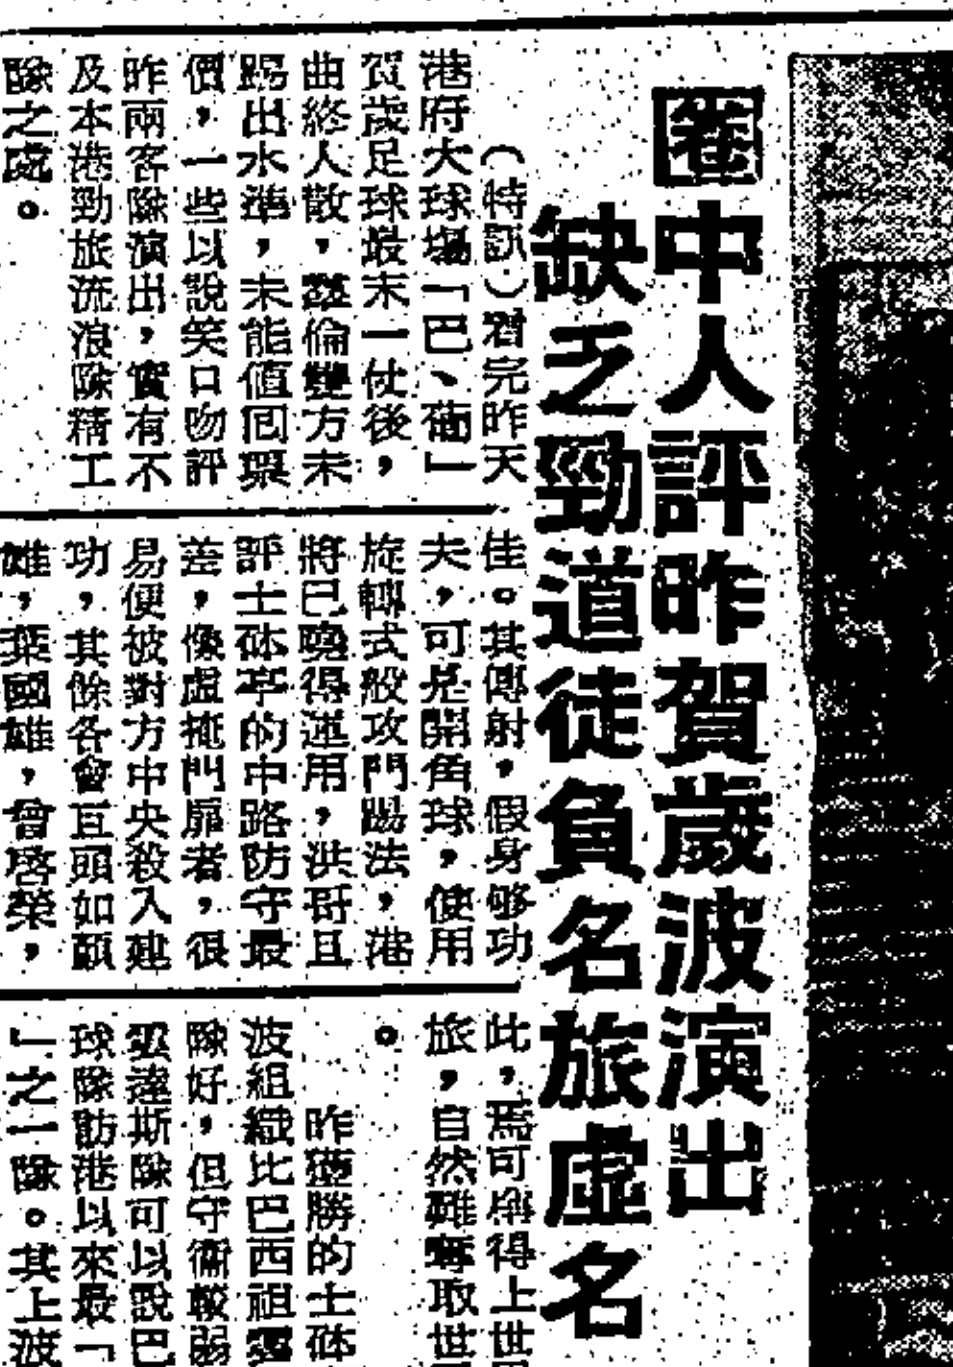 圈中人評昨賀歲波演出
缺乏勁道徒負名旅虛名
（特訊）看完昨天
港府大球場「巴、葡」
賀歲足球最末一仗後，
曲終人散，羣倫雙方未
踢出水準，未能值回票
價，一些以說笑口吻評
昨兩客隊演出，實有不
及本港勁旅流浪隊精工
隊之處。
佳。其傳射，假身夠功
夫，可是開角球，使用
旋轉式般攻門踢法，港
將已曉得運用，洪哥且
評士砵亭的中路防守最
差，像虛掩門扉者，很
易便被對方中央殺入建
功，其餘各會巨頭如顧
雄，葉國雄，曾啓榮，
此，焉可稱得上世界
旅，自然難奪取世
。
昨獲勝的士砵
波組織比巴西祖
隊好，但守衞較弱
雲達斯隊可以說巴
球隊訪港以來最「
」之一隊。其上波